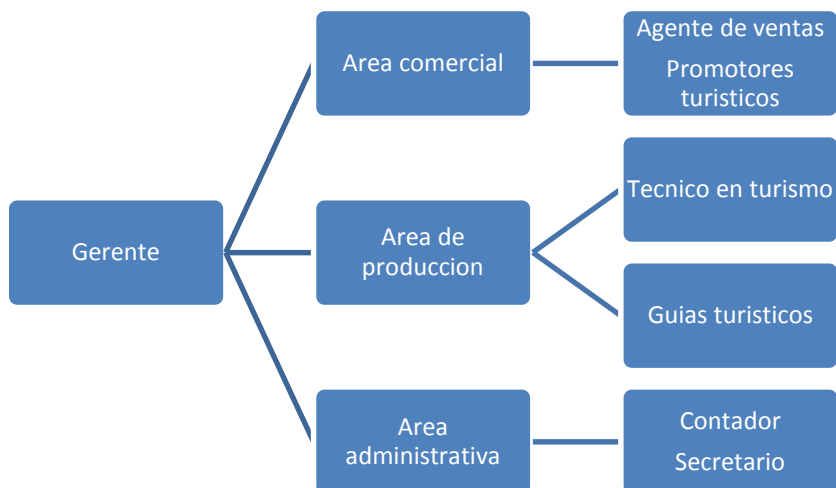 Gerente
Area comercial
Agente de ventas
Promotores
turisticos
Area de
produccion
Tecnico en turismo
Guias turisticos
Area
administrativa
Contador
Secretario